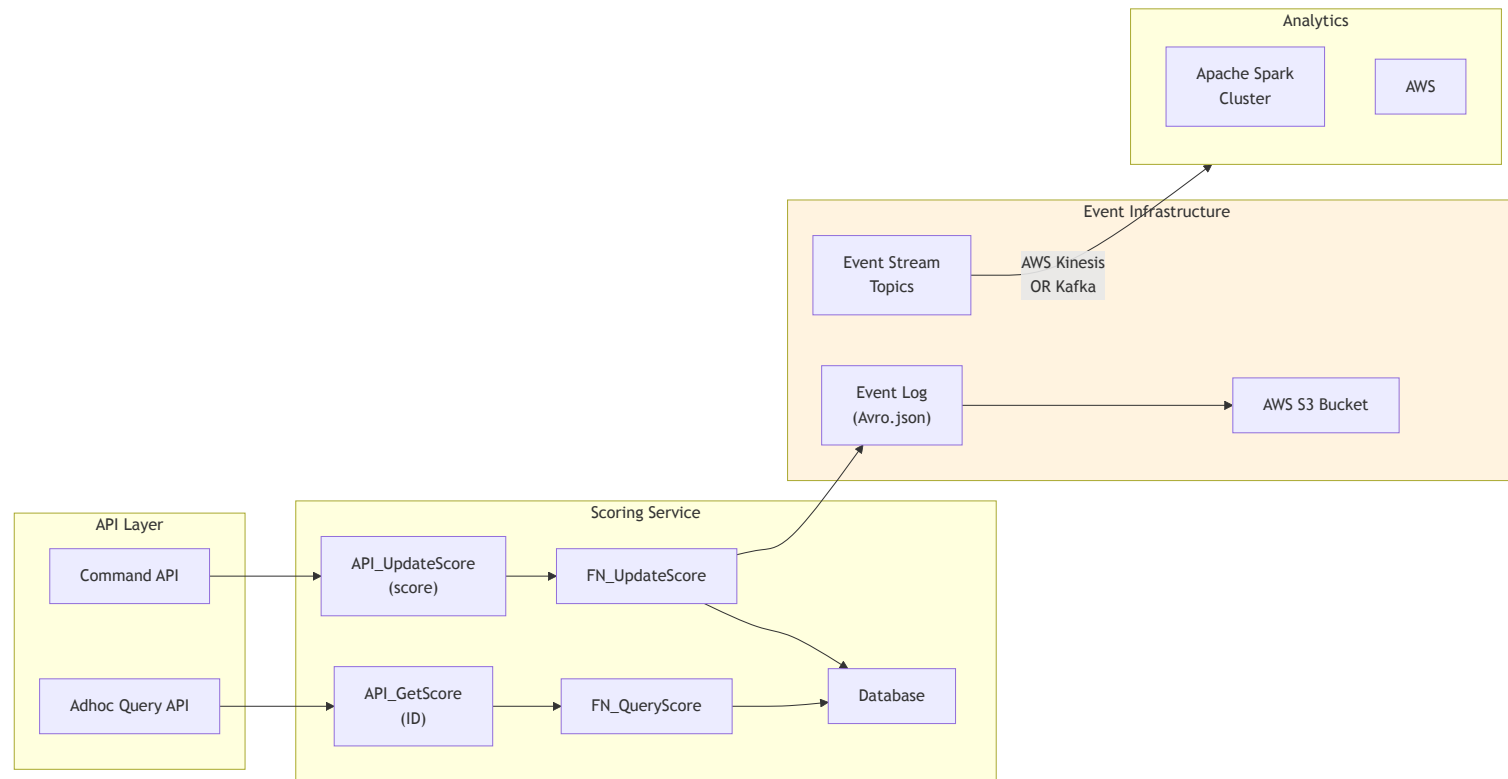 Analytics
Apache Spark
Cluster
AWS
Event Infrastructure
Event Stream
Topics
AWS Kinesis
OR Kafka
Event Log
(Avro.json)
AWS S3 Bucket
API Layer
Command API
Adhoc Query API
Scoring Service
API_UpdateScore
(score)
FN_UpdateScore
API_GetScore
(ID)
FN_QueryScore
Database